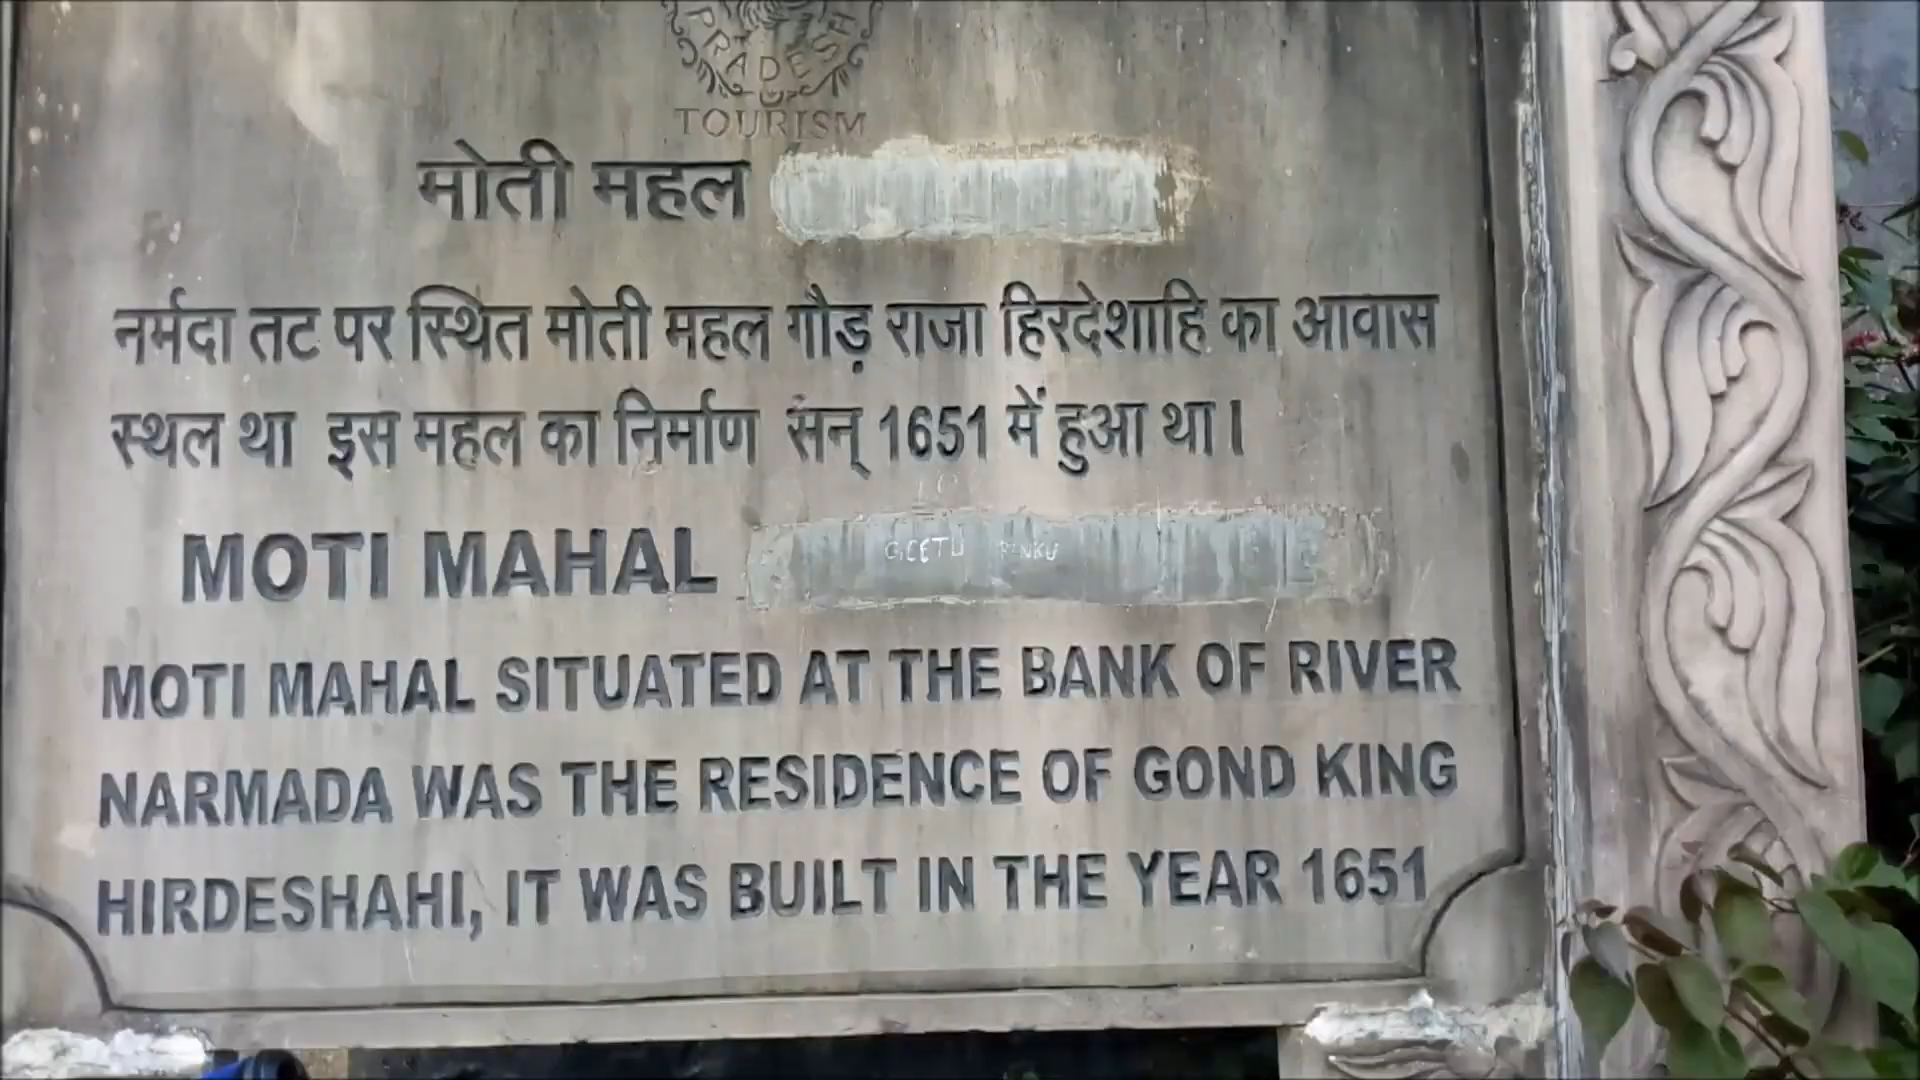 PRADESH
TOURISM
मोती महल
नर्मदा तट पर स्थित मोती महल गौड़ राजा हिरदेशाहि का आवास
स्थल था इस महल का निर्माण सन् 1651 में हुआ था।
MOTI MAHAL
MOTI MAHAL SITUATED AT THE BANK OF RIVER
NARMADA WAS THE RESIDENCE OF GOND KING
HIRDESHAHI, IT WAS BUILT IN THE YEAR 1651